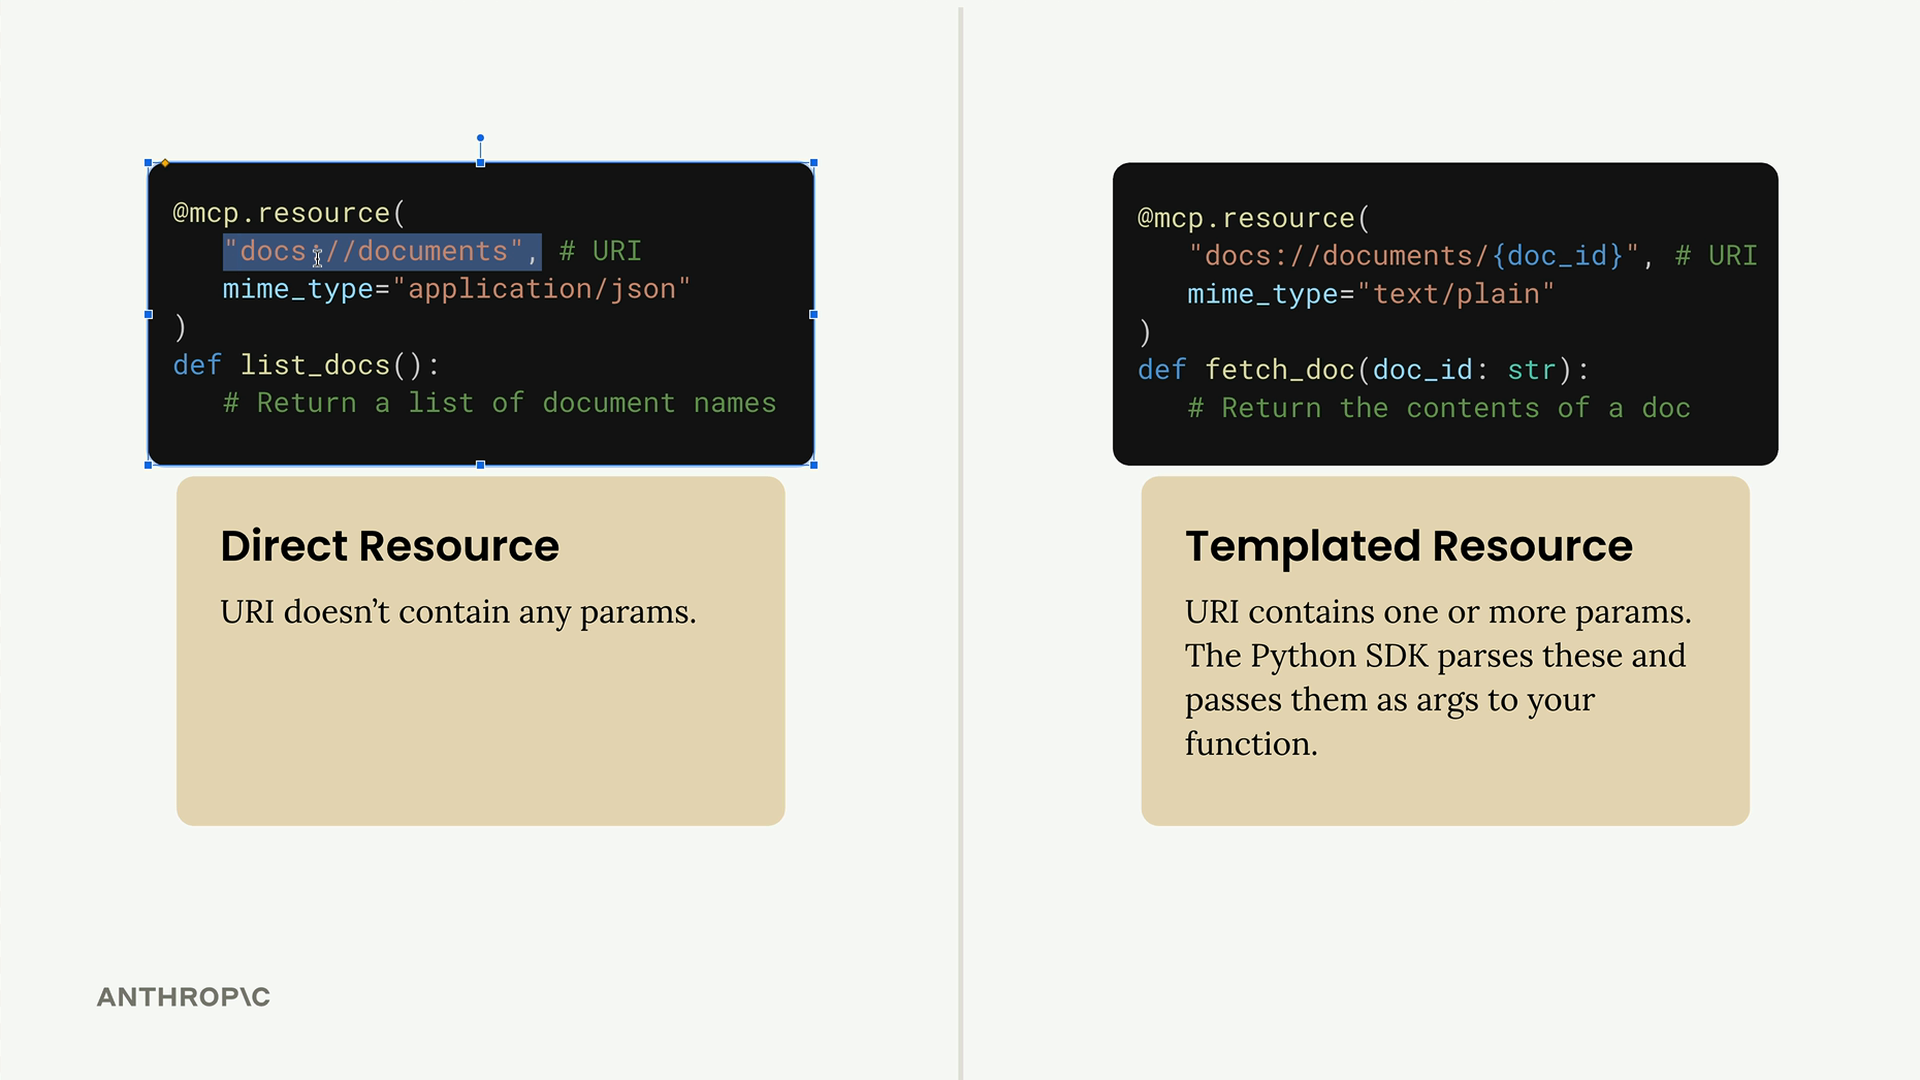 @mcp.resource(
"docs://documents", # URI
mime_type="application/json"
)
def list_docs():
# Return a list of document names
Direct Resource
URI doesn’t contain any params.
@mcp.resource(
"docs://documents/{doc_id}", # URI
mime_type="text/plain"
)
def fetch_doc(doc_id: str):
# Return the contents of a doc
Templated Resource
URI contains one or more params.
The Python SDK parses these and
passes them as args to your
function.
ANTHROP\C